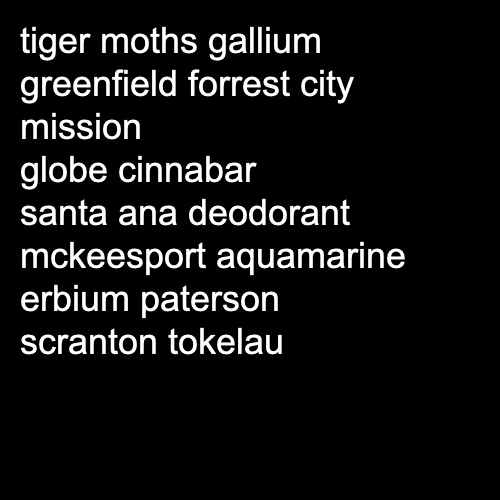 tiger moths gallium
greenfield forrest city
mission
globe cinnabar
santa ana deodorant
mckeesport aquamarine
erbium paterson
scranton tokelau